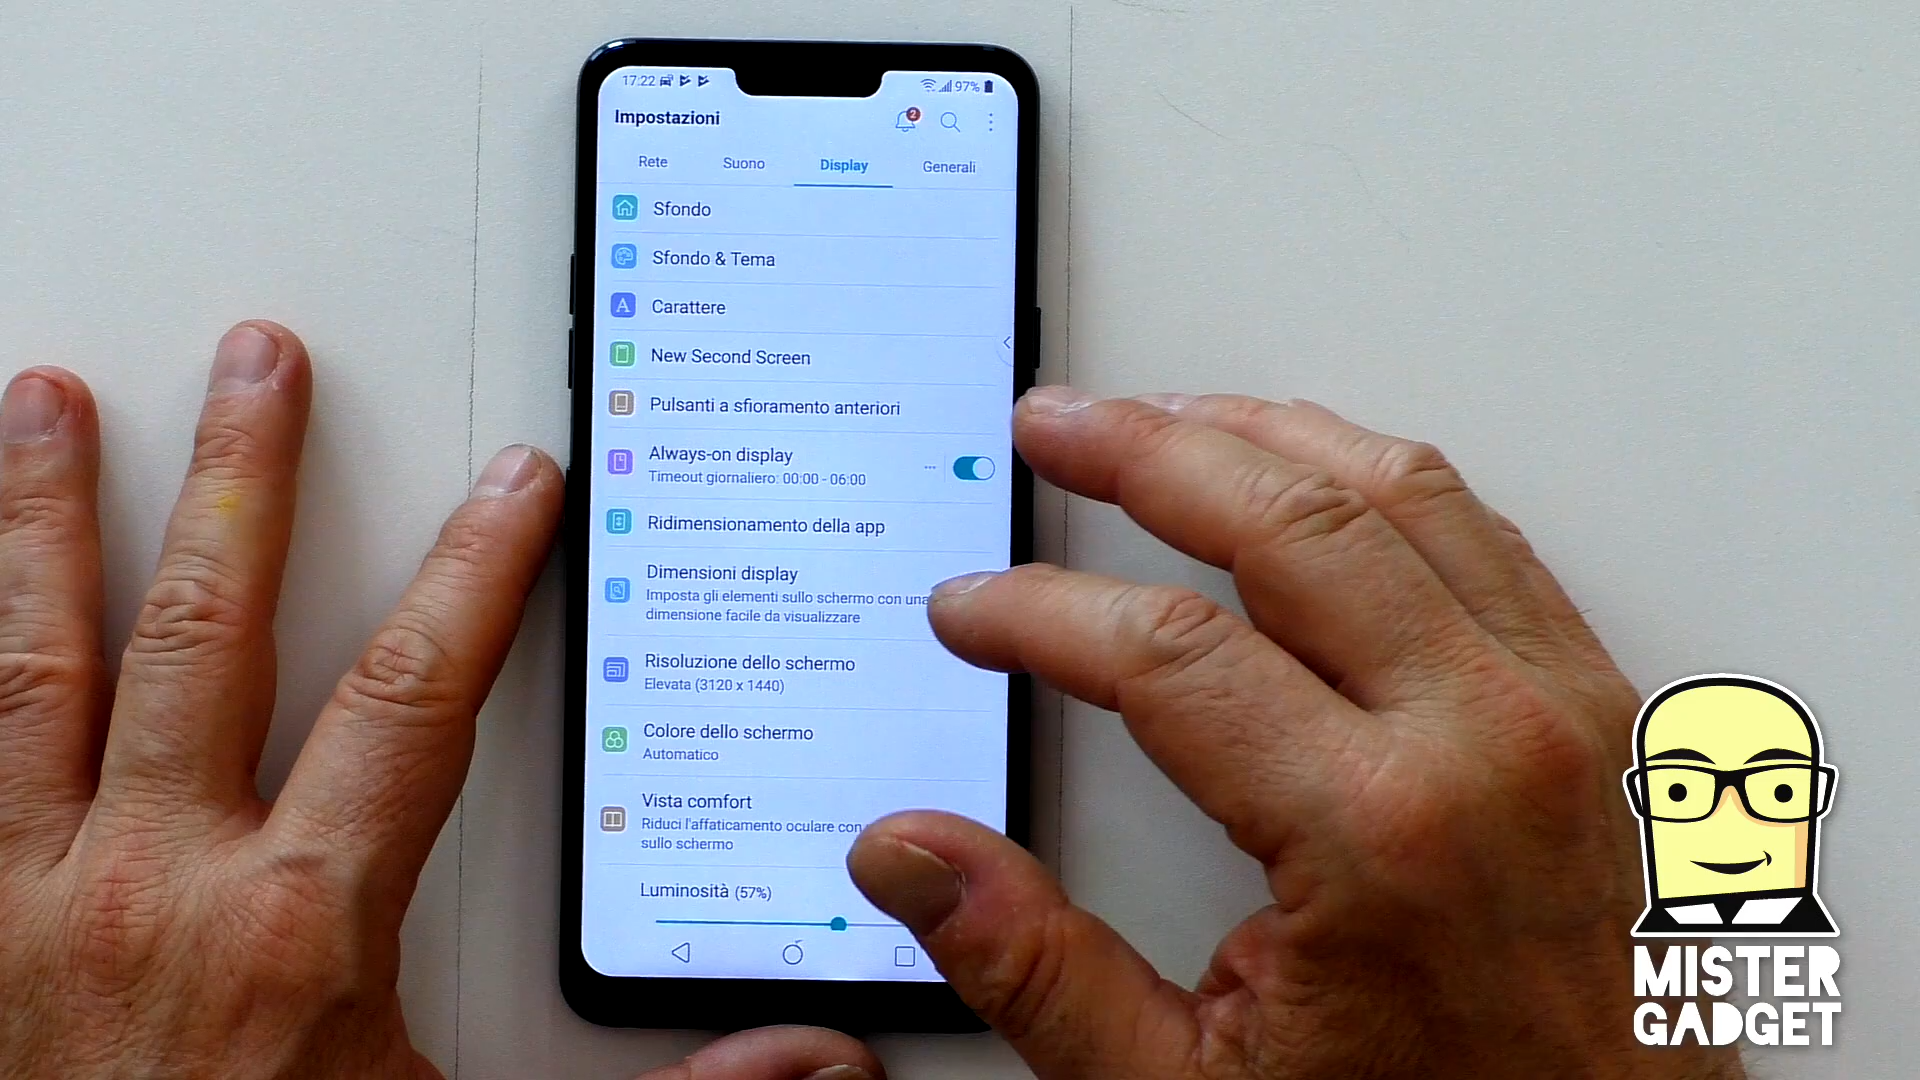 17:22
97%
Impostazioni
2
Rete
Suono
Display
Generali
Sfondo
Sfondo & Tema
A
Carattere
New Second Screen
Pulsanti a sfioramento anteriori
Always-on display
Timeout giornaliero: 00:00 - 06:00
Ridimensionamento della app
Dimensioni display
Imposta gli elementi sullo schermo con una
dimensione facile da visualizzare
Risoluzione dello schermo
Elevata (3120 x 1440)
Colore dello schermo
Automatico
Vista comfort
Riduci l'affaticamento oculare con
sullo schermo
Luminosità (57%)
MISTER
GADGET